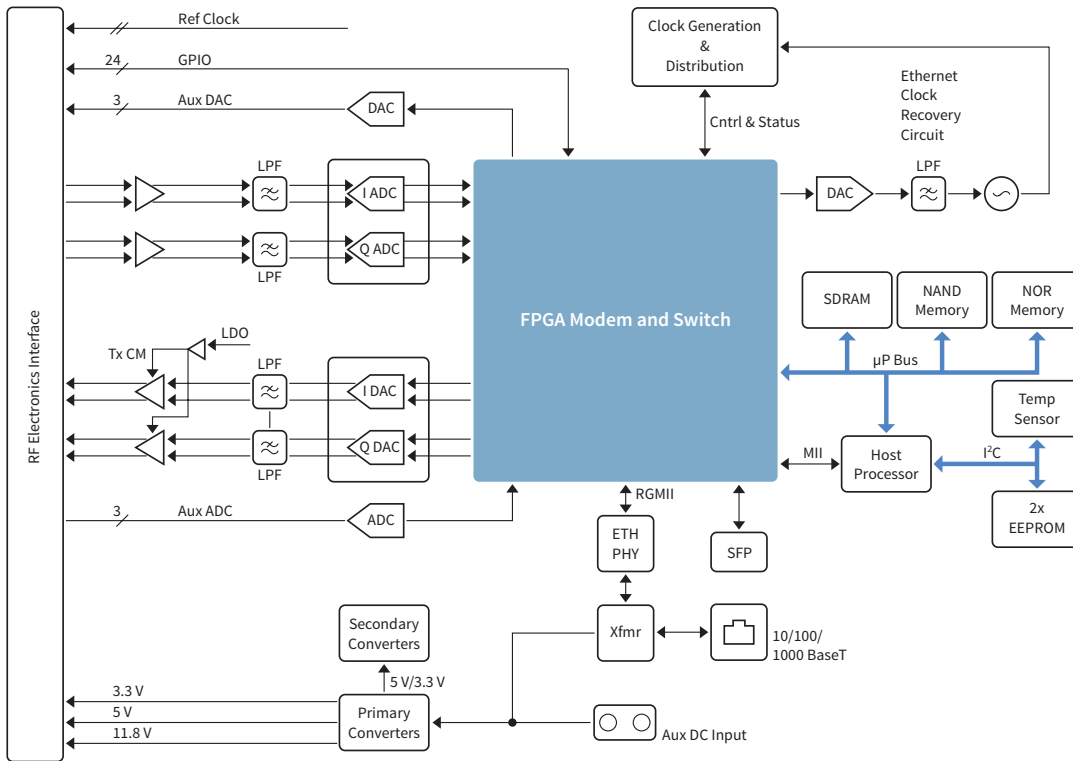 Ref Clock
24
GPIO
3
Aux DAC
DAC
Clock Generation
&
Distribution
Cntrl & Status
Ethernet
Clock
Recovery
Circuit
LPF
DAC
LPF
I ADC
Q ADC
LPF
RF Electronics Interface
FPGA Modem and Switch
SDRAM
NAND
Memory
NOR
Memory
µP Bus
Temp
Sensor
MII
Host
Processor
I²C
2x
EEPROM
LDO
Tx CM
LPF
I DAC
Q DAC
LPF
3
Aux ADC
ADC
RGMII
ETH
PHY
SFP
Xfmr
10/100/
1000 BaseT
Secondary
Converters
5 V/3.3 V
3.3 V
5 V
11.8 V
Primary
Converters
Aux DC Input